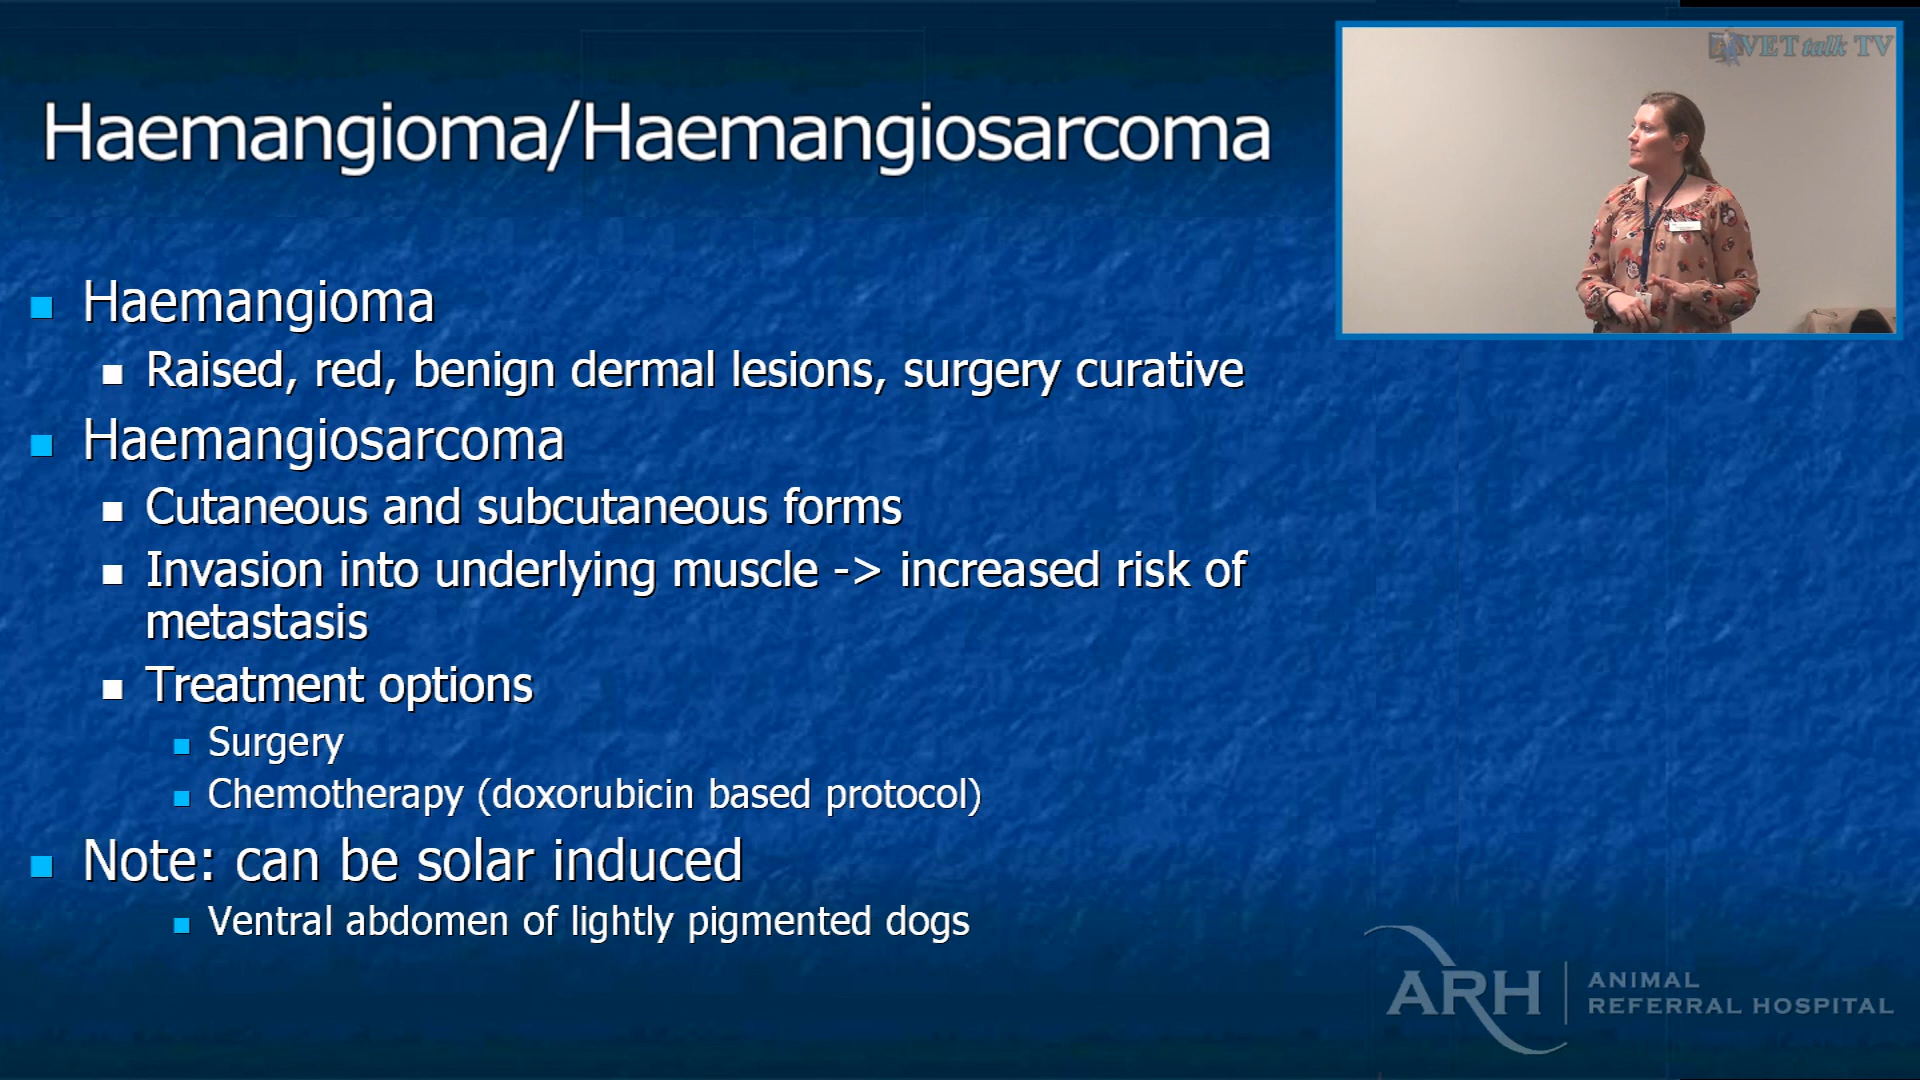 VET talk TV
Haemangioma/Haemangiosarcoma
Haemangioma
Raised, red, benign dermal lesions, surgery curative
Haemangiosarcoma
Cutaneous and subcutaneous forms
Invasion into underlying muscle -> increased risk of
metastasis
Treatment options
Surgery
Chemotherapy (doxorubicin based protocol)
Note: can be solar induced
Ventral abdomen of lightly pigmented dogs
ARH
ANIMAL
REFERRAL HOSPITAL